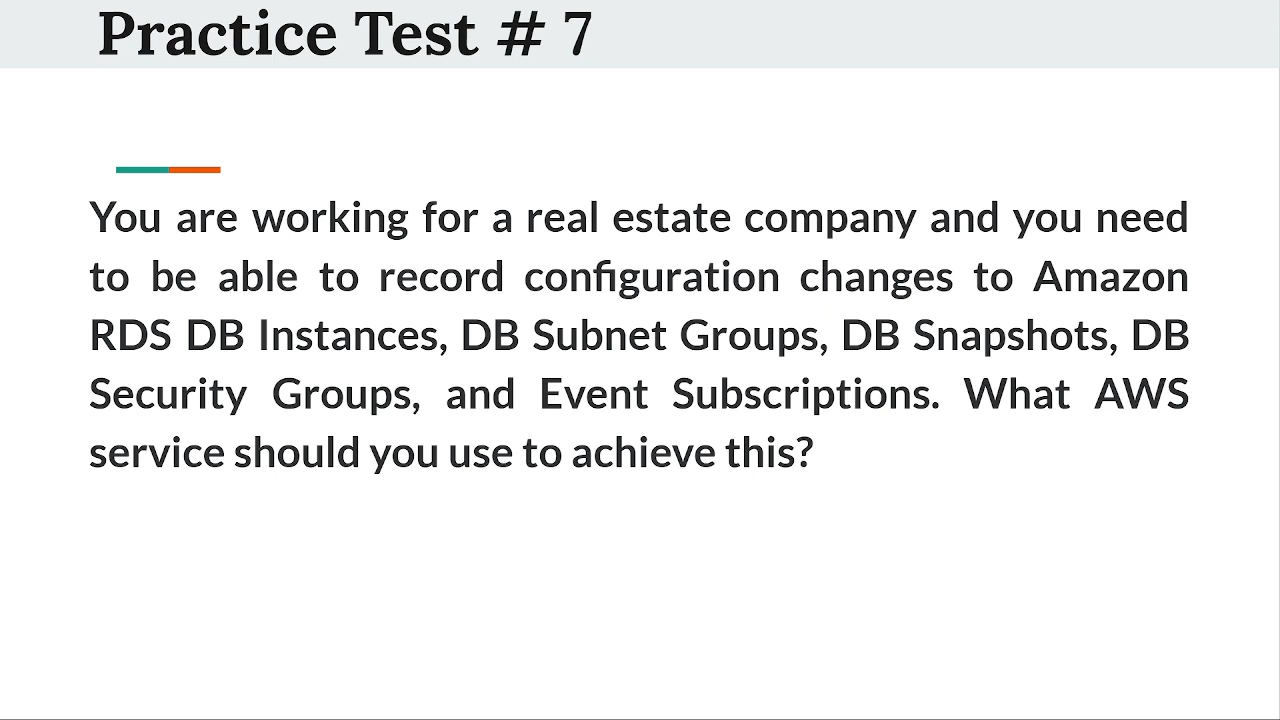 Practice Test # 7
You are working for a real estate company and you need
to be able to record configuration changes to Amazon
RDS DB Instances, DB Subnet Groups, DB Snapshots, DB
Security Groups, and Event Subscriptions. What AWS
service should you use to achieve this?